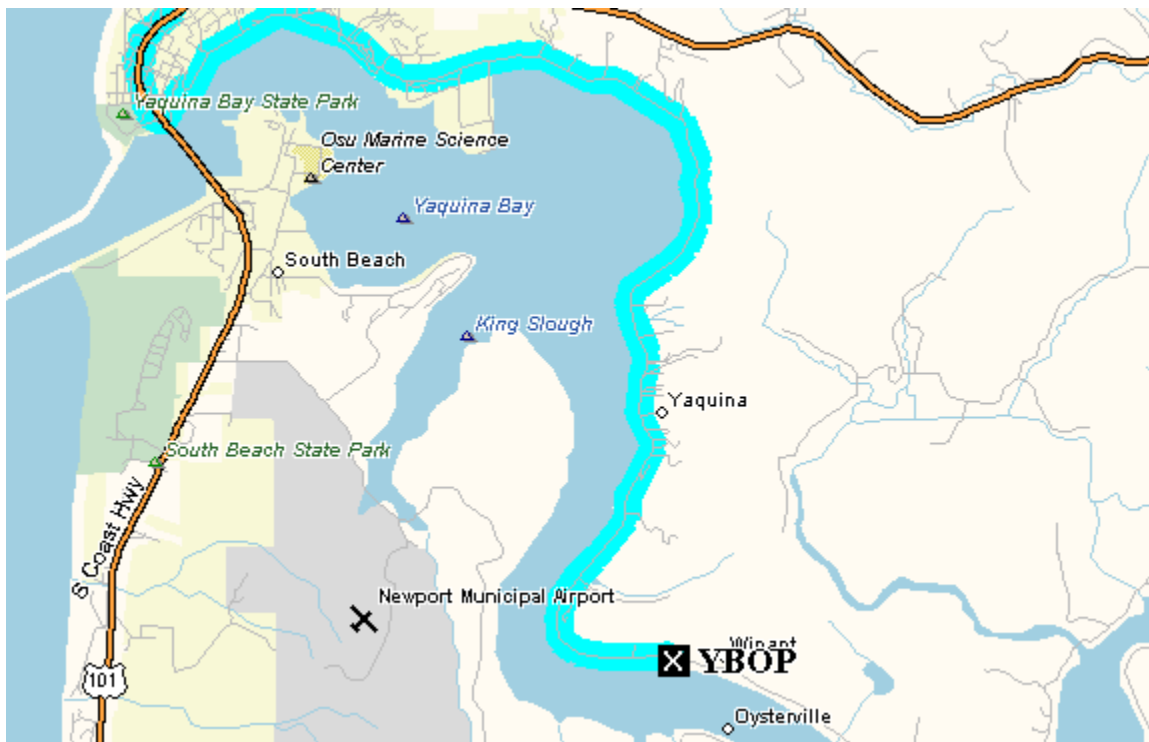 Yaquina Bay State Park
Osu Marine Science
Center
Yaquina Bay
South Beach
King Slough
Yaquina
South Beach State Park
S Coast Hwy
Newport Municipal Airport
Winant
YBOP
101
Oysterville